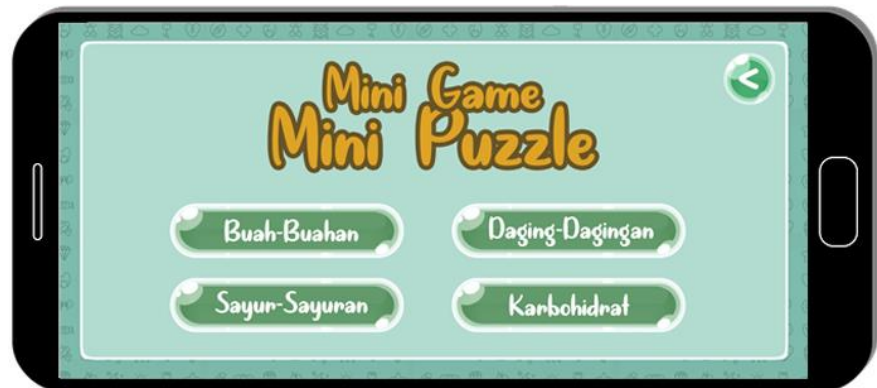 Mini Game
Mini Puzzle
Buah-Buahan
Daging-Dagingan
Sayur-Sayuran
Karbohidrat